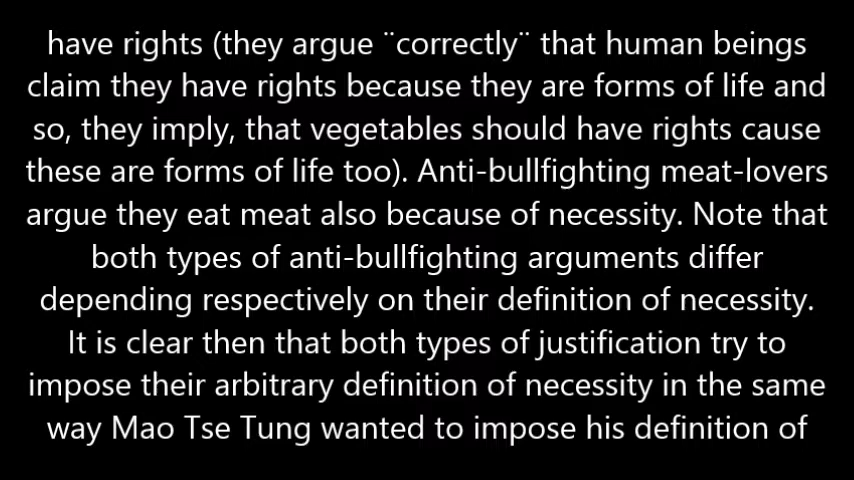 have rights (they argue ¨correctly¨ that human beings
claim they have rights because they are forms of life and
so, they imply, that vegetables should have rights cause
these are forms of life too). Anti-bullfighting meat-lovers
argue they eat meat also because of necessity. Note that
both types of anti-bullfighting arguments differ
depending respectively on their definition of necessity.
It is clear then that both types of justification try to
impose their arbitrary definition of necessity in the same
way Mao Tse Tung wanted to impose his definition of